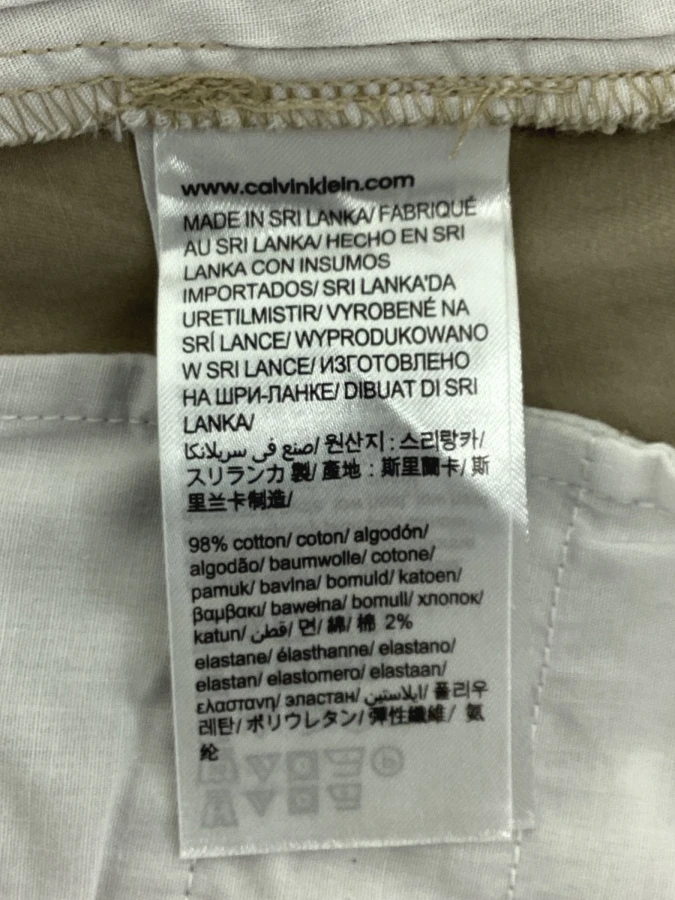 www.calvinklein.com
MADE IN SRI LANKA/ FABRIQUÉ
AU SRI LANKA/ HECHO EN SRI
LANKA CON INSUMOS
IMPORTADOS/ SRI LANKA'DA
URETILMISTIR/ VYROBENÉ NA
SRÍ LANCE/ WYPRODUKOWANO
W SRI LANCE/ ИЗГОТОВЛЕНО
НА ШРИ-ЛАНКЕ/ DIBUAT DI SRI
LANKA/
صنع في سريلانكا/ 원산지 : 스리랑카/
スリランカ 製/ 產地 : 斯里蘭卡/ 斯
里兰卡制造/
98% cotton/ coton/ algodón/
algodão/ baumwolle/ cotone/
pamuk/ bavlna/ bomuld/ katoen/
βαμβακι/ bawełna/ bomull/ хлопок/
katun/ قطن/ 면/ 綿/ 棉 2%
elastane/ élasthanne/ elastano/
elastan/ elastomero/ elastaan/
ελαστανη/ эластан/ ايلاستين/ 폴리우
레탄/ ポリウレタン/ 彈性纖維/ 氨
纶